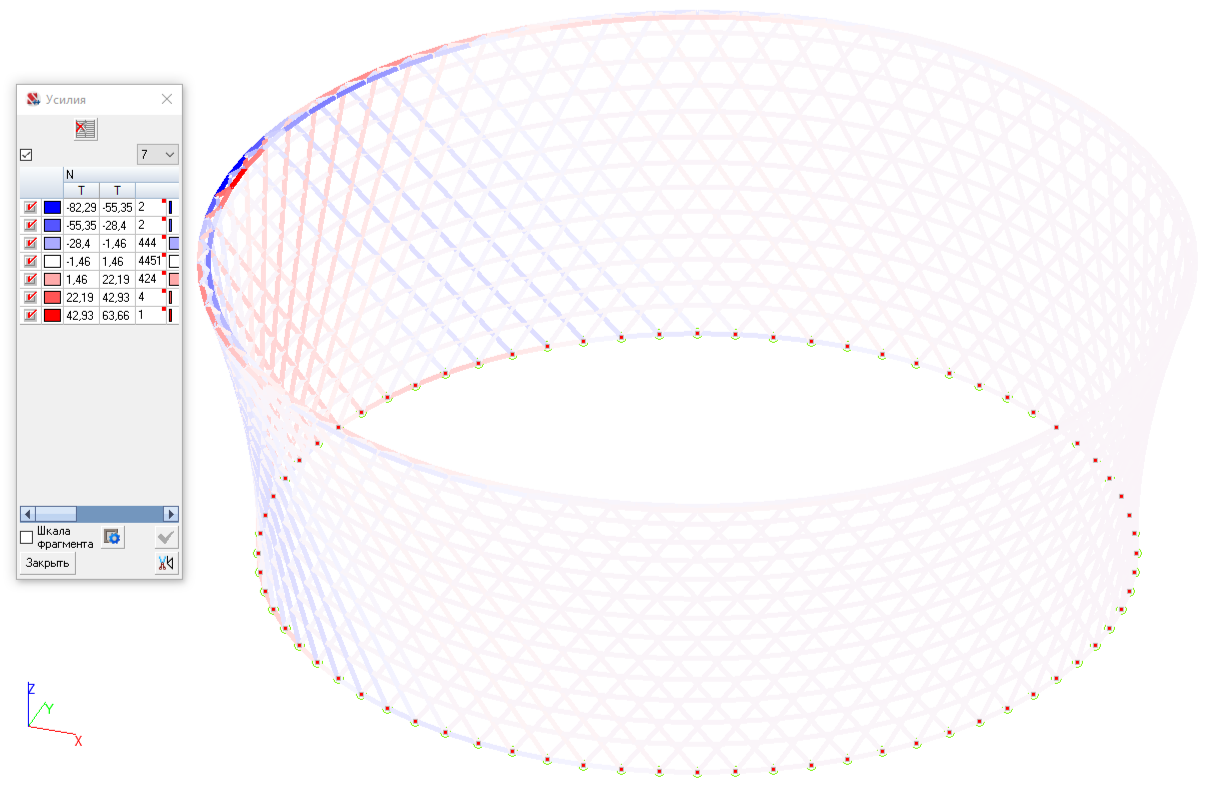 Усилия
7
N
T T
-82,29 -55,35 2
-55,35 -28,4 2
-28,4 -1,46 444
-1,46 1,46 4451
1,46 22,19 424
22,19 42,93 4
42,93 63,66 1
Шкала
фрагмента
Закрыть
Z
Y
X